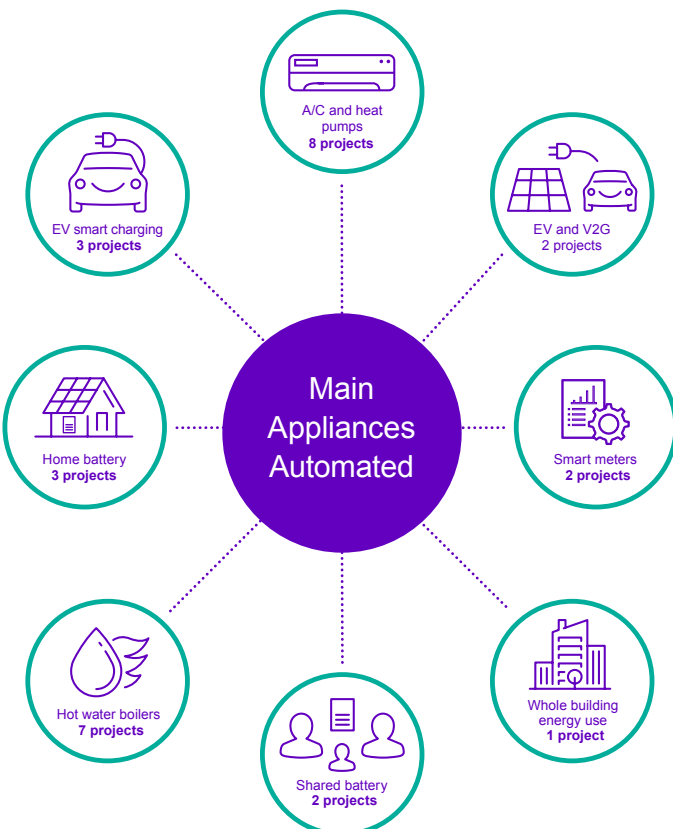 A/C and heat
pumps
8 projects
EV smart charging
3 projects
EV and V2G
2 projects
Main
Appliances
Automated
Home battery
3 projects
Smart meters
2 projects
Hot water boilers
7 projects
Whole building
energy use
1 project
Shared battery
2 projects